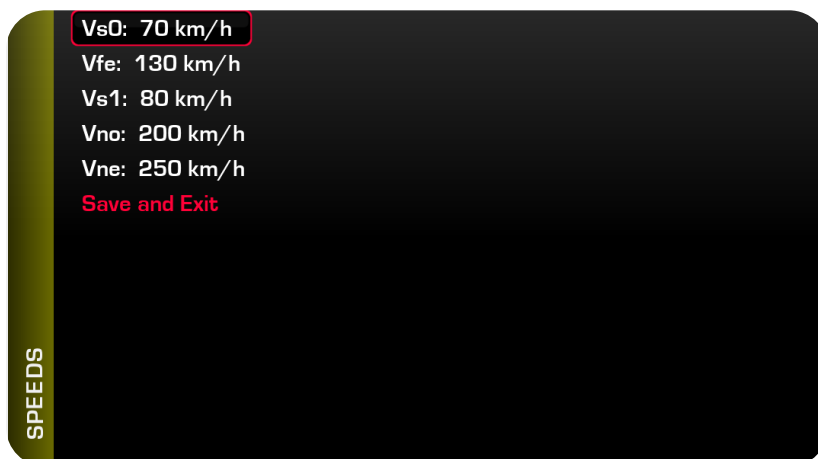 Vs0: 70 km/h
Vfe: 130 km/h
Vs1: 80 km/h
Vno: 200 km/h
Vne: 250 km/h
Save and Exit
SPEEDS